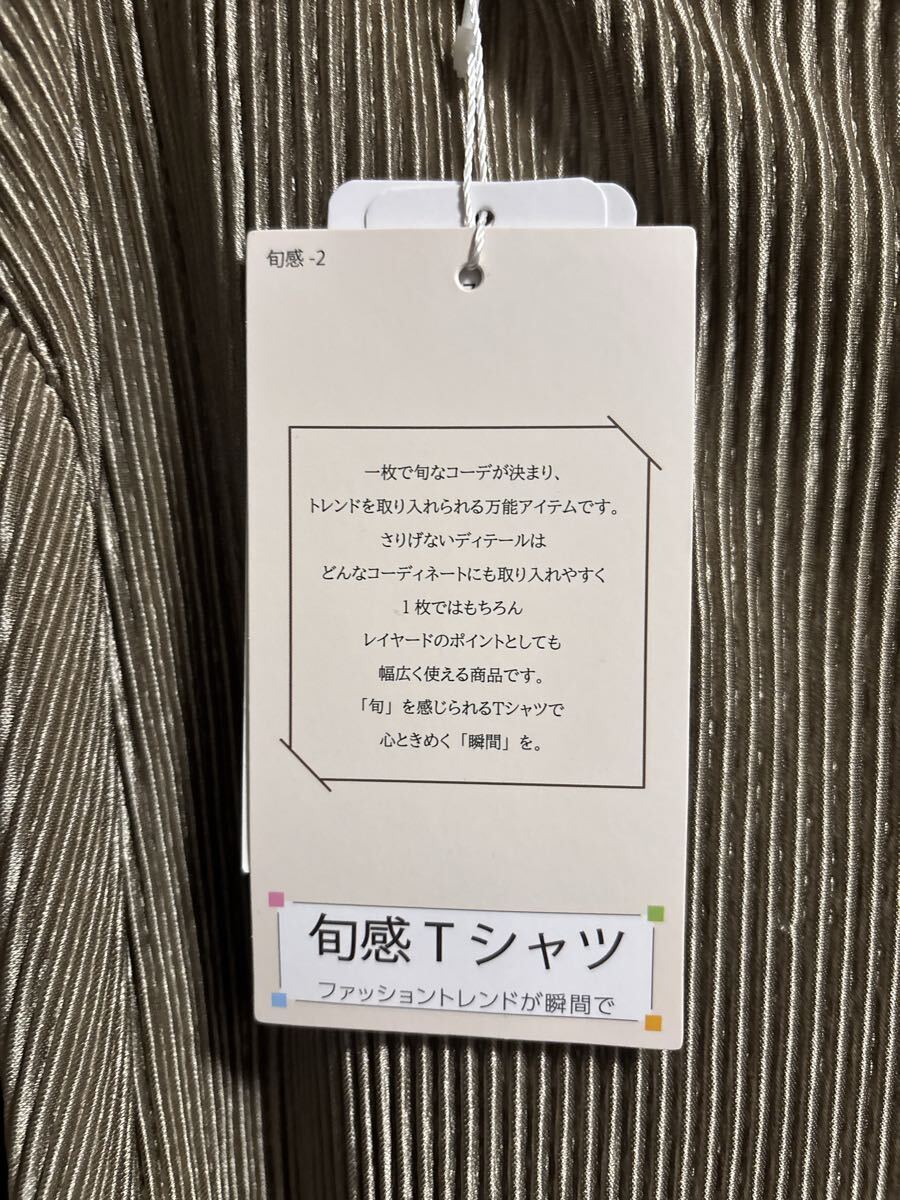 旬感 -2
一枚で旬なコーデが決まり、
トレンドを取り入れられる万能アイテムです。
さりげないディテールは
どんなコーディネートにも取り入れやすく
1枚ではもちろん
レイヤードのポイントとしても
幅広く使える商品です。
「旬」を感じられるTシャツで
心ときめく「瞬間」を。
旬感Tシャツ
ファッショントレンドが瞬間で